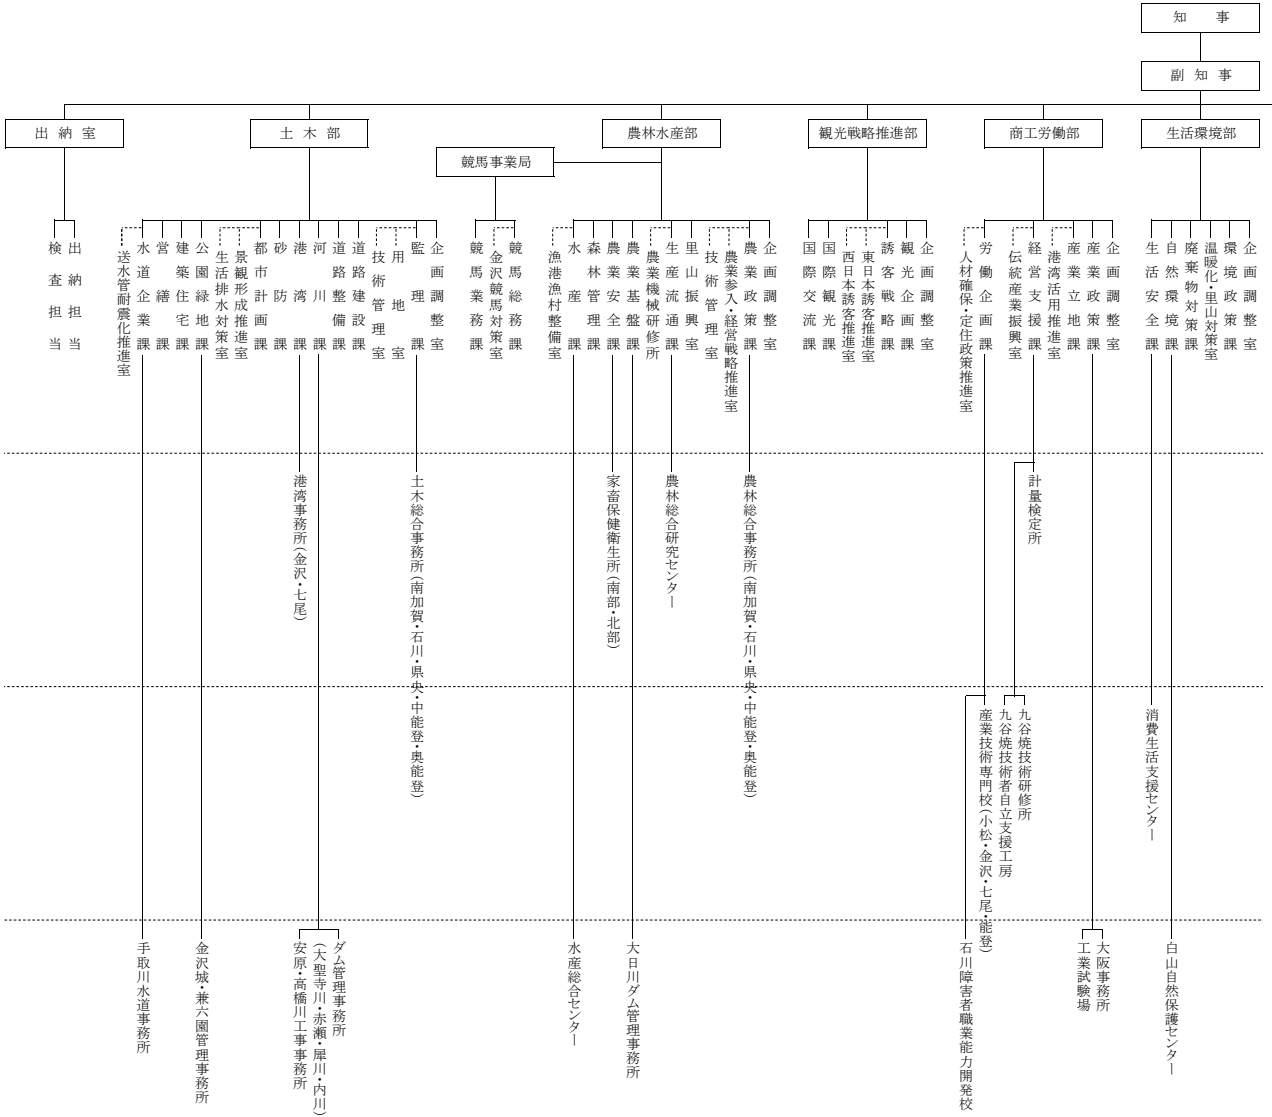 知事
副知事
生活環境部
商工労働部
観光戦略推進部
農林水産部
競馬事業局
土木部
出納室
企画調整室
環境政策課
温暖化・里山対策室
廃棄物対策課
自然環境課
生活安全課
企画調整室
産業政策課
産業立地課
港湾活用推進室
経営支援課
伝統産業振興室
労働企画課
人材確保・定住政策推進室
企画調整室
観光企画課
誘客戦略課
東日本誘客推進室
西日本誘客推進室
国際観光課
国際交流課
企画調整室
農業政策課
農業参入・経営戦略推進室
技術管理室
里山振興室
生産流通課
農業機械研修所
農業基盤課
農業安全課
森林管理課
水産課
漁港漁村整備室
競馬総務課
金沢競馬対策室
競馬業務課
企画調整室
監理課
用地室
技術管理室
道路建設課
道路整備課
河川課
港湾課
砂防課
都市計画課
景観形成推進室
生活排水対策室
公園緑地課
建築住宅課
営繕課
水道企業課
送水管耐震化推進室
出納担当
検査担当
計量検定所
農林総合事務所(南加賀・石川・県央・中能登・奥能登)
農林総合研究センター
家畜保健衛生所(南部・北部)
土木総合事務所(南加賀・石川・県央・中能登・奥能登)
港湾事務所(金沢・七尾)
消費生活支援センター
九谷焼技術研修所
九谷焼技術者自立支援工房
産業技術専門校(小松・金沢・七尾・能登)
白山自然保護センター
大阪事務所
工業試験場
石川障害者職業能力開発校
大日川ダム管理事務所
水産総合センター
ダム管理事務所
(大聖寺川・赤瀬・犀川・内川)
安原・高橋川工事事務所
金沢城・兼六園管理事務所
手取川水道事務所